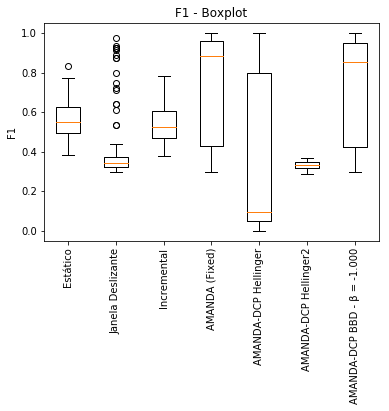 F1 - Boxplot
F1
1.0
0.8
0.6
0.4
0.2
0.0
Estático
Janela Deslizante
Incremental
AMANDA (Fixed)
AMANDA-DCP Hellinger
AMANDA-DCP Hellinger2
AMANDA-DCP BBD - β = -1.000